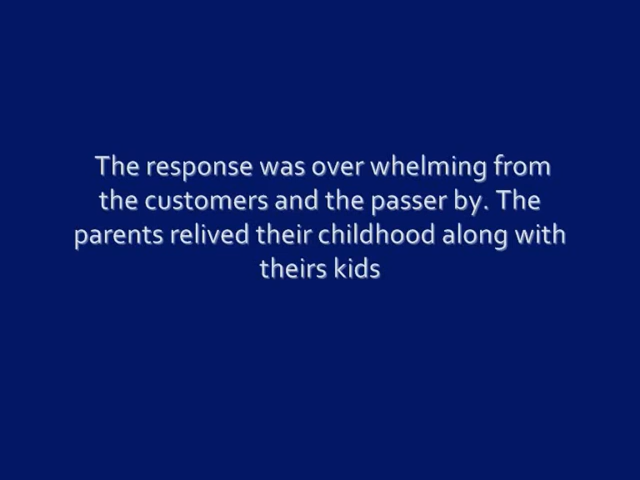 The response was over whelming from
the customers and the passer by. The
parents relived their childhood along with
theirs kids